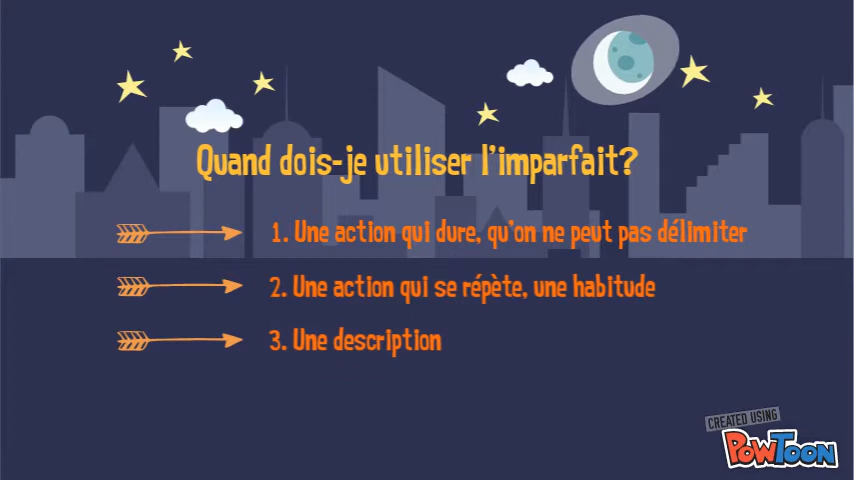 Quand dois-je utiliser l'imparfait?
1. Une action qui dure, qu'on ne peut pas délimiter
2. Une action qui se répète, une habitude
3. Une description
CREATED USING
POWTOON